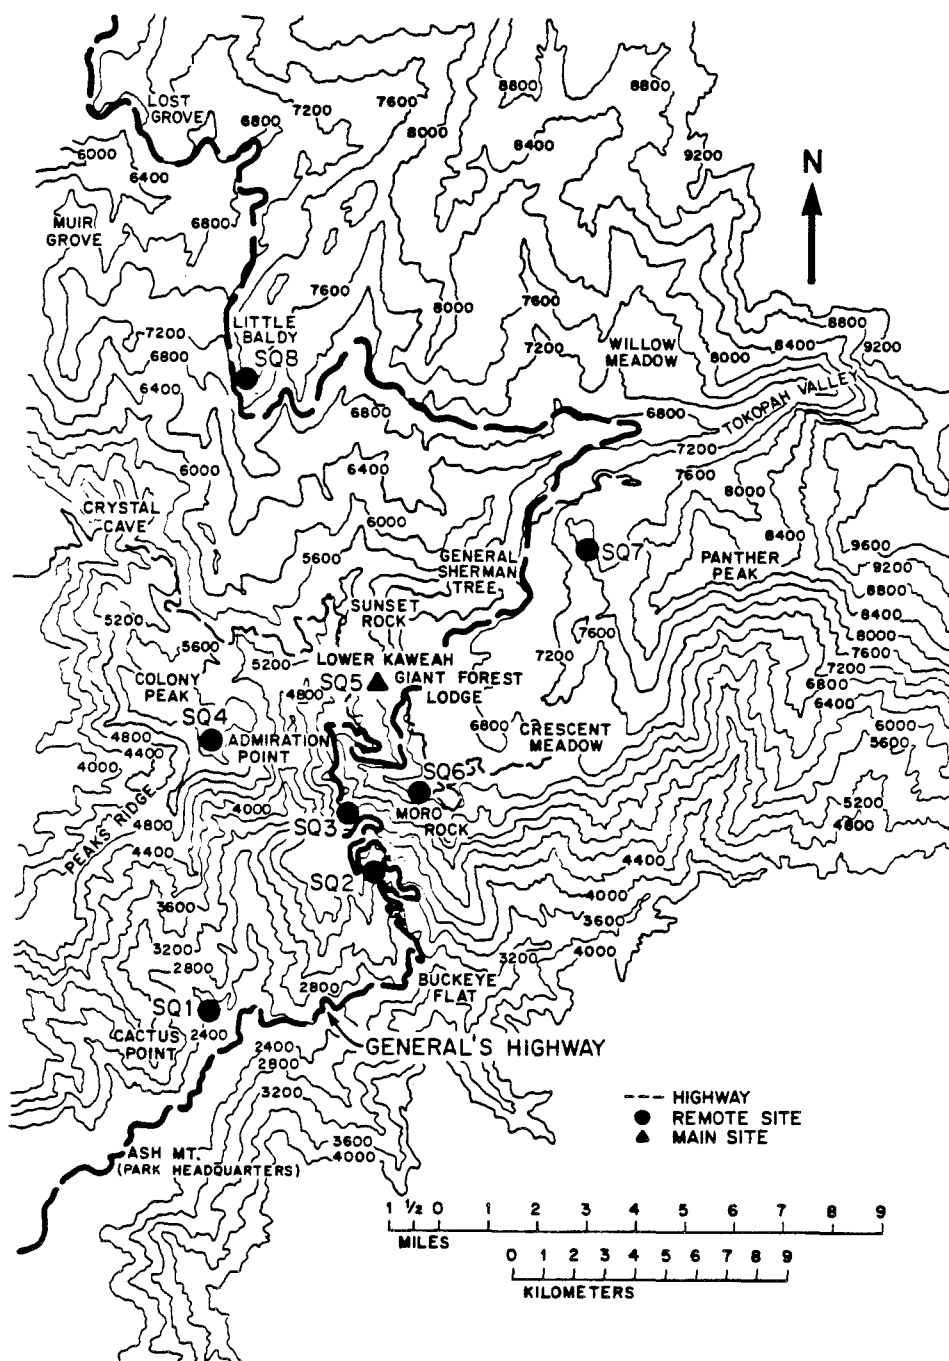 8800
8800
7600
7200
LOST
GROVE
6800
8000
8400
6000
9200
N
6400
6800
MUIR
GROVE
7600
8000
7600
8800
LITTLE
BALDY
7200
7200
WILLOW
MEADOW
8400
9200
SQ8
8000
6800
6400
6800
6800
TOKOPAH VALLEY
7200
6000
6400
7600
8000
CRYSTAL
CAVE
6000
8400
5600
GENERAL
SHERMAN
TREE
SQ7
PANTHER
PEAK
9600
9200
8800
SUNSET
ROCK
5200
8400
7600
5600
8000
5200
LOWER KAWEAH
7200
7600
7200
COLONY
PEAK
4800
SQ5
GIANT FOREST
LODGE
6800
6400
SQ4
6800
CRESCENT
MEADOW
6000
4800
ADMIRATION
POINT
4400
5600
4000
SQ6
PEAKS RIDGE
4000
MORO
ROCK
5200
4800
SQ3
4800
4400
4400
SQ2
4000
3600
3600
3200
3200
4000
2800
BUCKEYE
FLAT
2800
SQ1
CACTUS
POINT
2400
2400
GENERAL'S HIGHWAY
2800
3200
HIGHWAY
REMOTE SITE
MAIN SITE
3600
4000
ASH MT.
(PARK HEADQUARTERS)
1 1/2 0 1 2 3 4 5 6 7 8 9
MILES
0 1 2 3 4 5 6 7 8 9
KILOMETERS